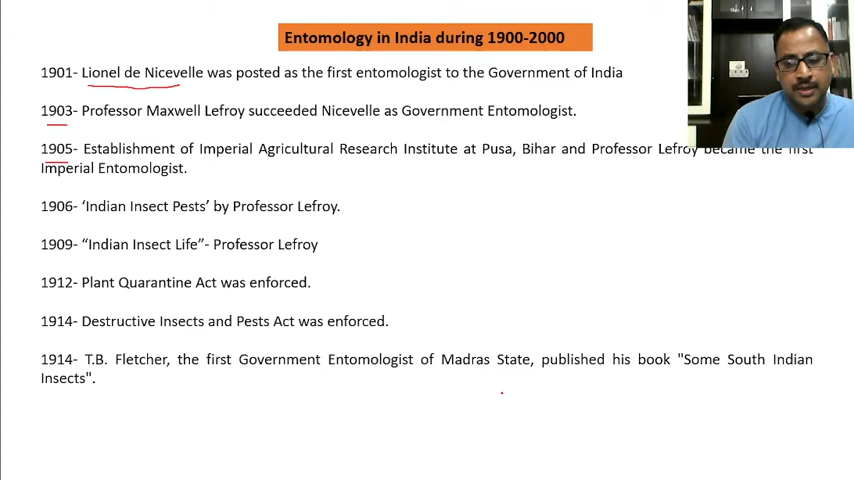 Entomology in India during 1900-2000
1901- Lionel de Nicevelle was posted as the first entomologist to the Government of India
1903- Professor Maxwell Lefroy succeeded Nicevelle as Government Entomologist.
1905- Establishment of Imperial Agricultural Research Institute at Pusa, Bihar and Professor Lefroy became the first
Imperial Entomologist.
1906- ‘Indian Insect Pests’ by Professor Lefroy.
1909- “Indian Insect Life”- Professor Lefroy
1912- Plant Quarantine Act was enforced.
1914- Destructive Insects and Pests Act was enforced.
1914- T.B. Fletcher, the first Government Entomologist of Madras State, published his book "Some South Indian
Insects".